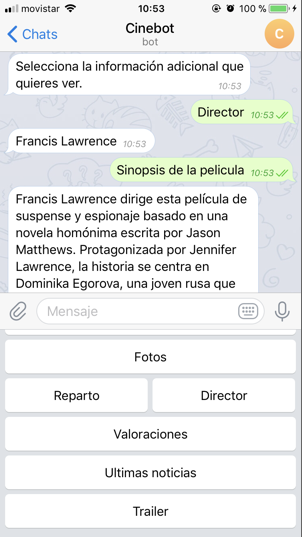 movistar 10:53 100 %
Chats
Cinebot
bot
C
Selecciona la información adicional que
quieres ver.
10:53
Director 10:53
Francis Lawrence 10:53
Sinopsis de la pelicula 10:53
Francis Lawrence dirige esta película de
suspense y espionaje basado en una
novela homónima escrita por Jason
Matthews. Protagonizada por Jennifer
Lawrence, la historia se centra en
Dominika Egorova, una joven rusa que
Mensaje
Fotos
Reparto Director
Valoraciones
Ultimas noticias
Trailer